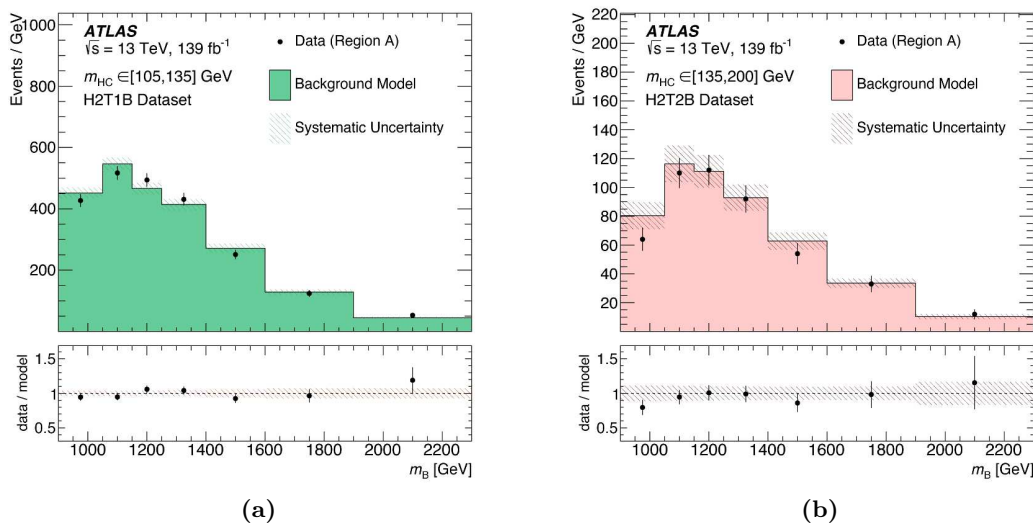 Events / GeV
1000
800
600
400
200
ATLAS
√s = 13 TeV, 139 fb⁻¹
m_HC ∈[105,135] GeV
H2T1B Dataset
Data (Region A)
Background Model
Systematic Uncertainty
data / model
1.5
1
0.5
1000 1200 1400 1600 1800 2000 2200
m_B [GeV]
(a)
Events / GeV
220
200
180
160
140
120
100
80
60
40
20
ATLAS
√s = 13 TeV, 139 fb⁻¹
m_HC ∈[135,200] GeV
H2T2B Dataset
Data (Region A)
Background Model
Systematic Uncertainty
data / model
1.5
1
0.5
1000 1200 1400 1600 1800 2000 2200
m_B [GeV]
(b)